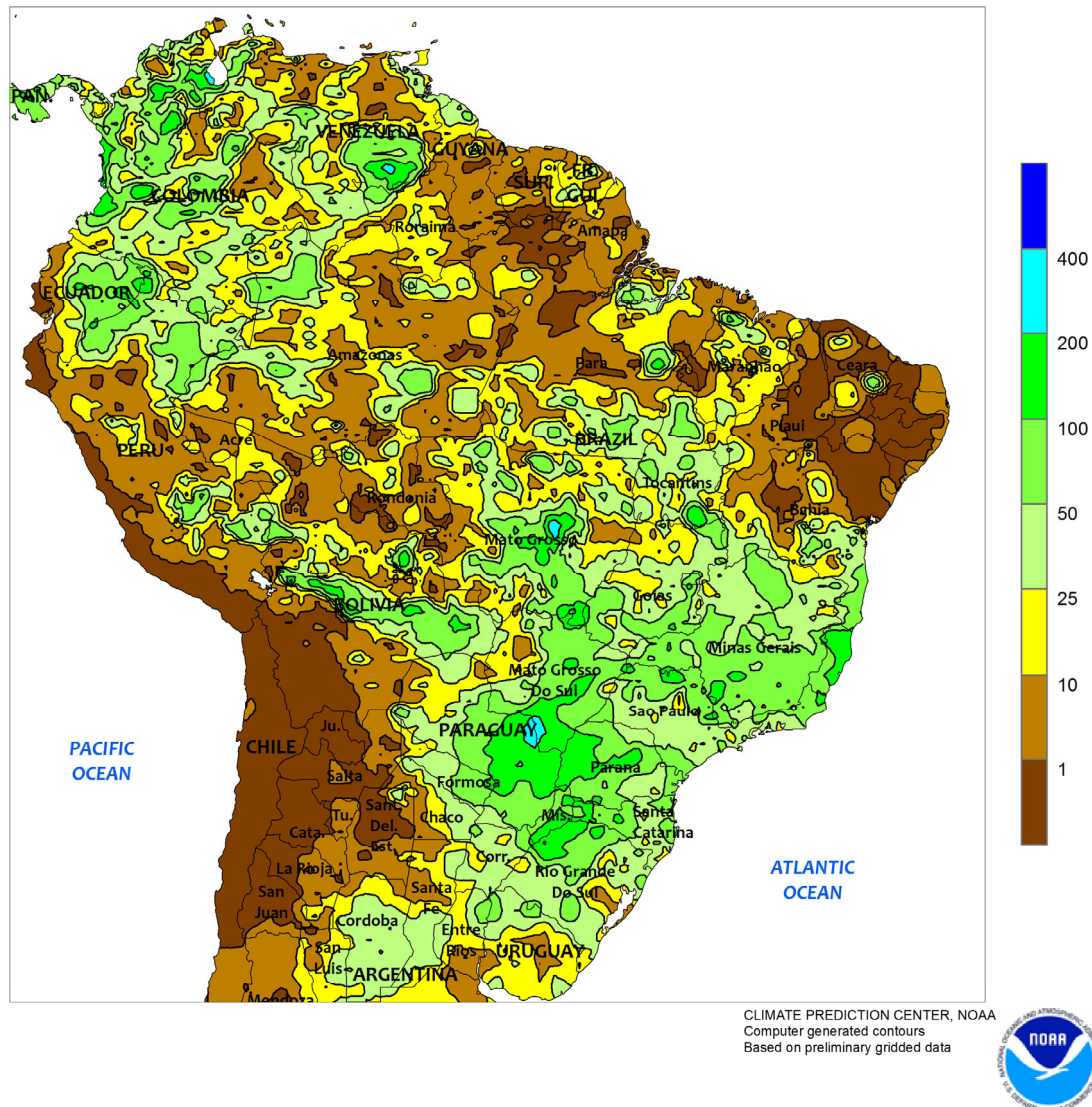 PAN.
VENEZUELA
GUYANA
FR.
SUR.
GUI.
COLOMBIA
Roraima
Amapa
ECUADOR
Amazonas
Para
Maranhao
Ceara
PERU
Acre
BRAZIL
Piaui
Rondonia
Tocantins
Mato Grosso
Bahia
BOLIVIA
Goias
Minas Gerais
Mato Grosso
Do Sul
Sao Paulo
PARAGUAY
CHILE
Ju.
PACIFIC
OCEAN
Salta
Formosa
Parana
Sant.
Del.
Est.
Tu.
Chaco
Mis.
Santa
Catarina
Cata.
Corr.
La Rioja
Rio Grande
Do Sul
San
Juan
Santa
Fe
Cordoba
Entre
Rios
URUGUAY
San
Luis
ARGENTINA
Mendoza
ATLANTIC
OCEAN
400
200
100
50
25
10
1
CLIMATE PREDICTION CENTER, NOAA
Computer generated contours
Based on preliminary gridded data
NOAA